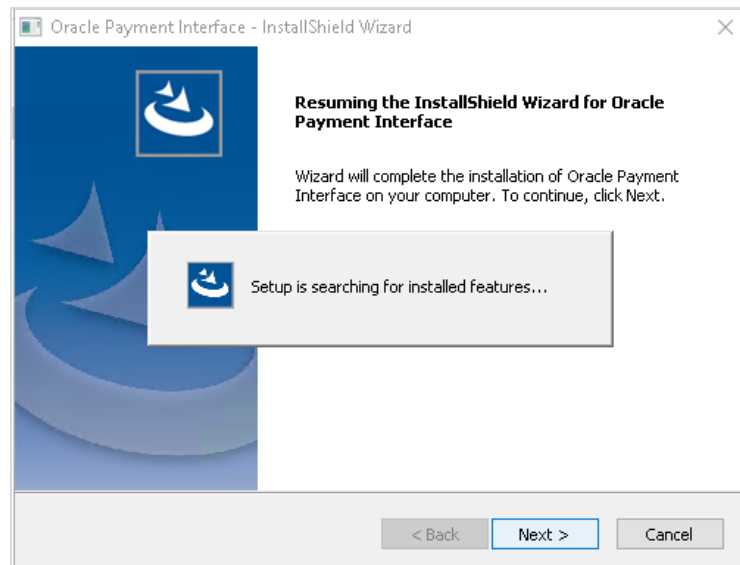 Oracle Payment Interface - InstallShield Wizard
Resuming the InstallShield Wizard for Oracle
Payment Interface
Wizard will complete the installation of Oracle Payment
Interface on your computer. To continue, click Next.
Setup is searching for installed features...
< Back
Next >
Cancel